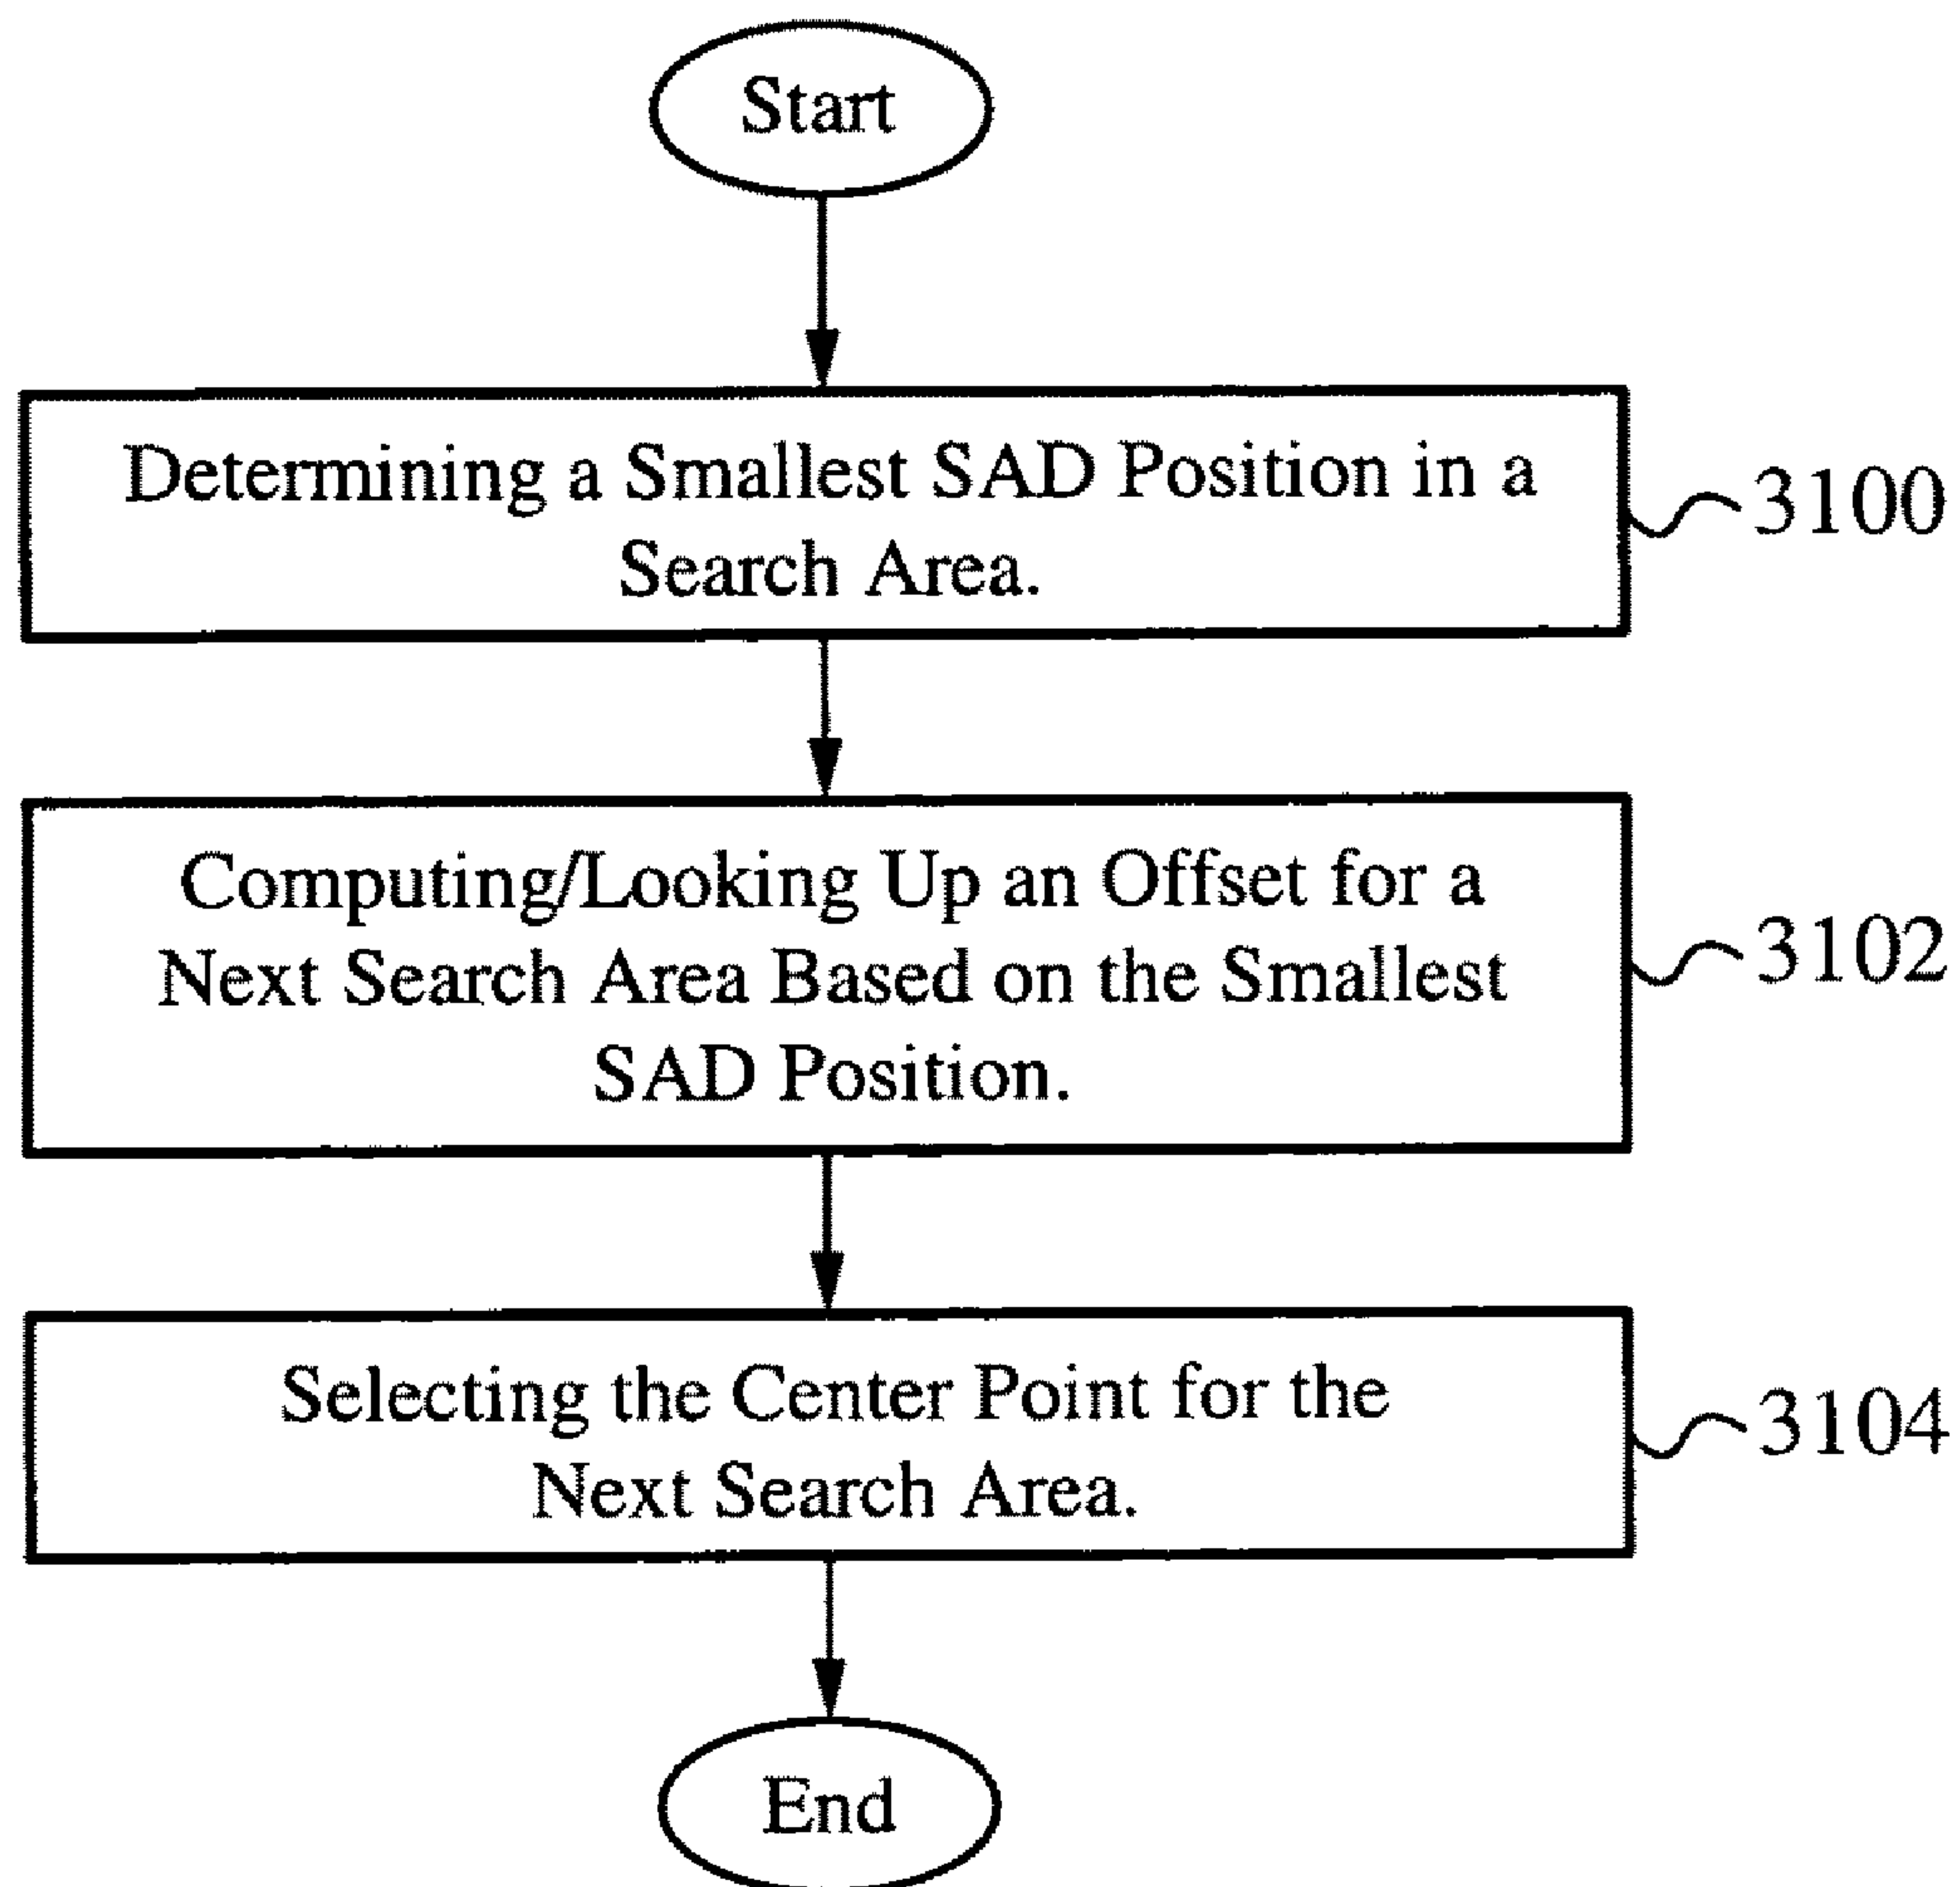 Start
Determining a Smallest SAD Position in a
Search Area.
3100
Computing/Looking Up an Offset for a
Next Search Area Based on the Smallest
SAD Position.
3102
Selecting the Center Point for the
Next Search Area.
3104
End